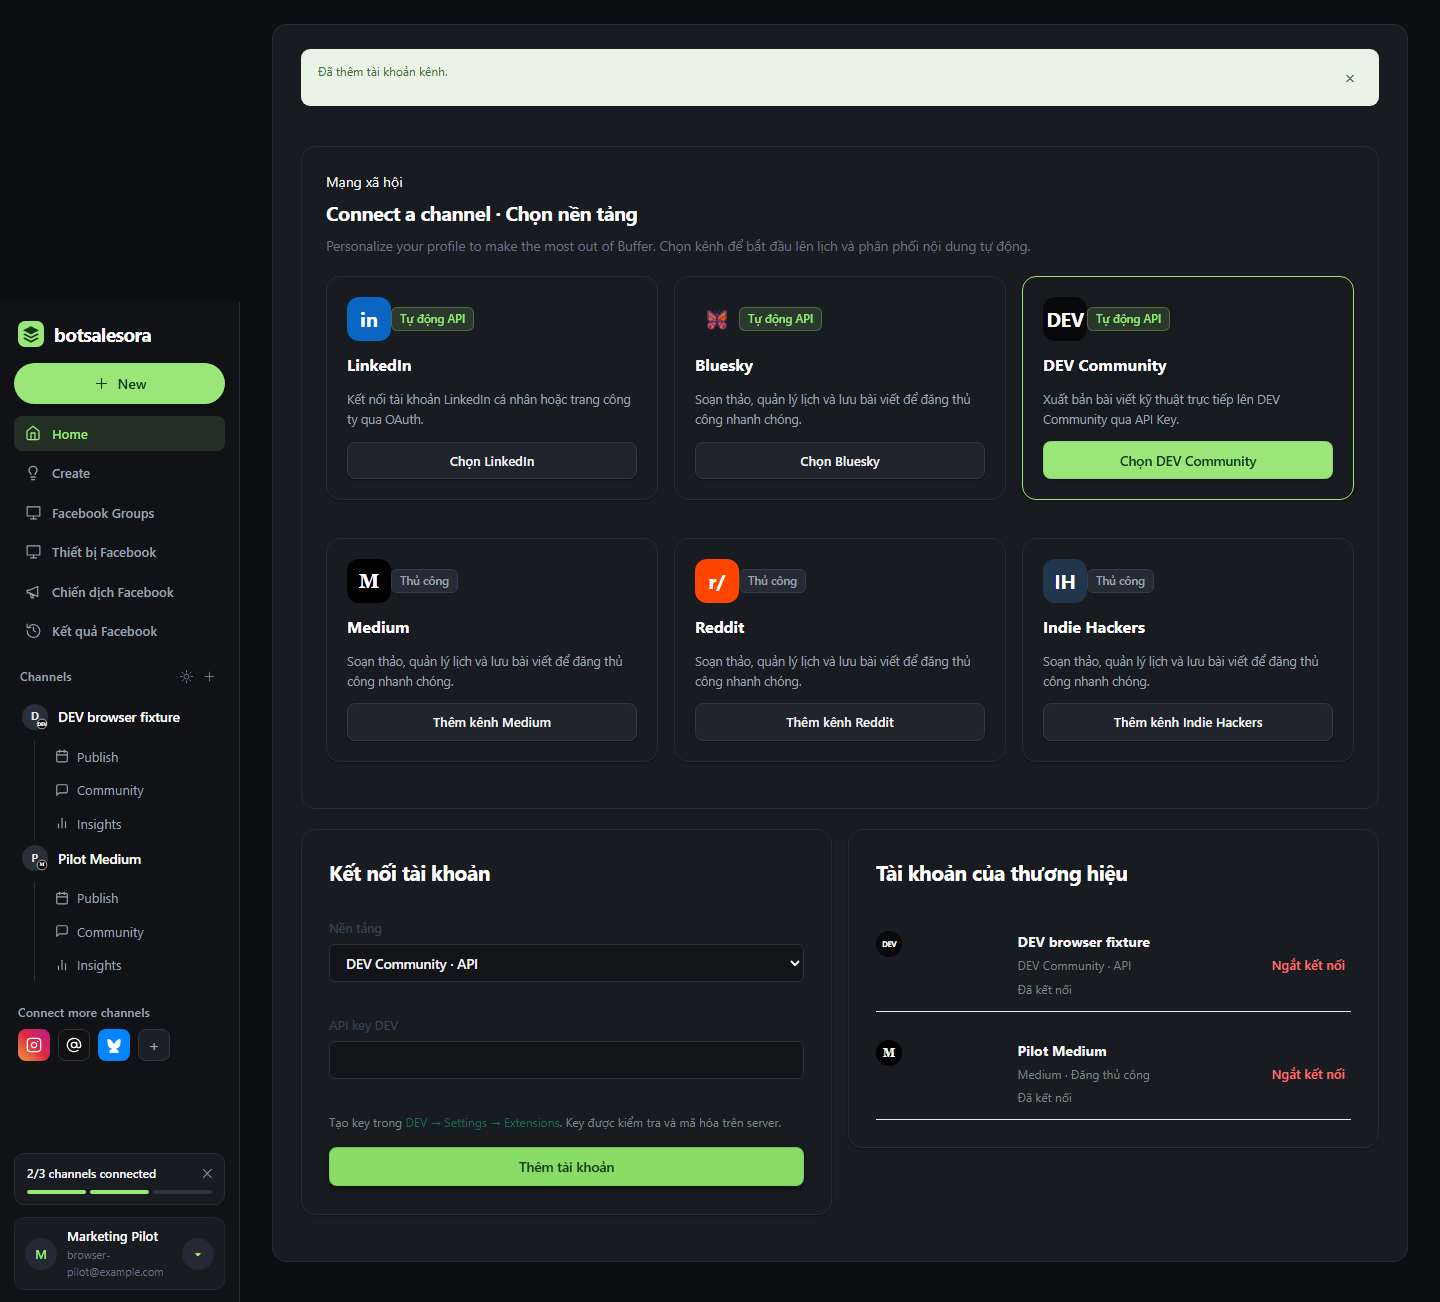 Đã thêm tài khoản kênh.
×
Mạng xã hội
Connect a channel · Chọn nền tảng
Personalize your profile to make the most out of Buffer. Chọn kênh để bắt đầu lên lịch và phân phối nội dung tự động.
in
Tự động API
LinkedIn
Kết nối tài khoản LinkedIn cá nhân hoặc trang công
ty qua OAuth.
Chọn LinkedIn
Tự động API
Bluesky
Soạn thảo, quản lý lịch và lưu bài viết để đăng thủ
công nhanh chóng.
Chọn Bluesky
DEV
Tự động API
DEV Community
Xuất bản bài viết kỹ thuật trực tiếp lên DEV
Community qua API Key.
Chọn DEV Community
M
Thủ công
Medium
Soạn thảo, quản lý lịch và lưu bài viết để đăng thủ
công nhanh chóng.
Thêm kênh Medium
r/
Thủ công
Reddit
Soạn thảo, quản lý lịch và lưu bài viết để đăng thủ
công nhanh chóng.
Thêm kênh Reddit
IH
Thủ công
Indie Hackers
Soạn thảo, quản lý lịch và lưu bài viết để đăng thủ
công nhanh chóng.
Thêm kênh Indie Hackers
Kết nối tài khoản
Nền tảng
DEV Community · API
API key DEV
Tạo key trong DEV → Settings → Extensions. Key được kiểm tra và mã hóa trên server.
Thêm tài khoản
Tài khoản của thương hiệu
DEV
DEV browser fixture
DEV Community · API
Đã kết nối
Ngắt kết nối
M
Pilot Medium
Medium · Đăng thủ công
Đã kết nối
Ngắt kết nối
botsalesora
+ New
Home
Create
Facebook Groups
Thiết bị Facebook
Chiến dịch Facebook
Kết quả Facebook
Channels
D
DEV
DEV browser fixture
Publish
Community
Insights
P
M
Pilot Medium
Publish
Community
Insights
Connect more channels
+
2/3 channels connected
M
Marketing Pilot
browser-
pilot@example.com